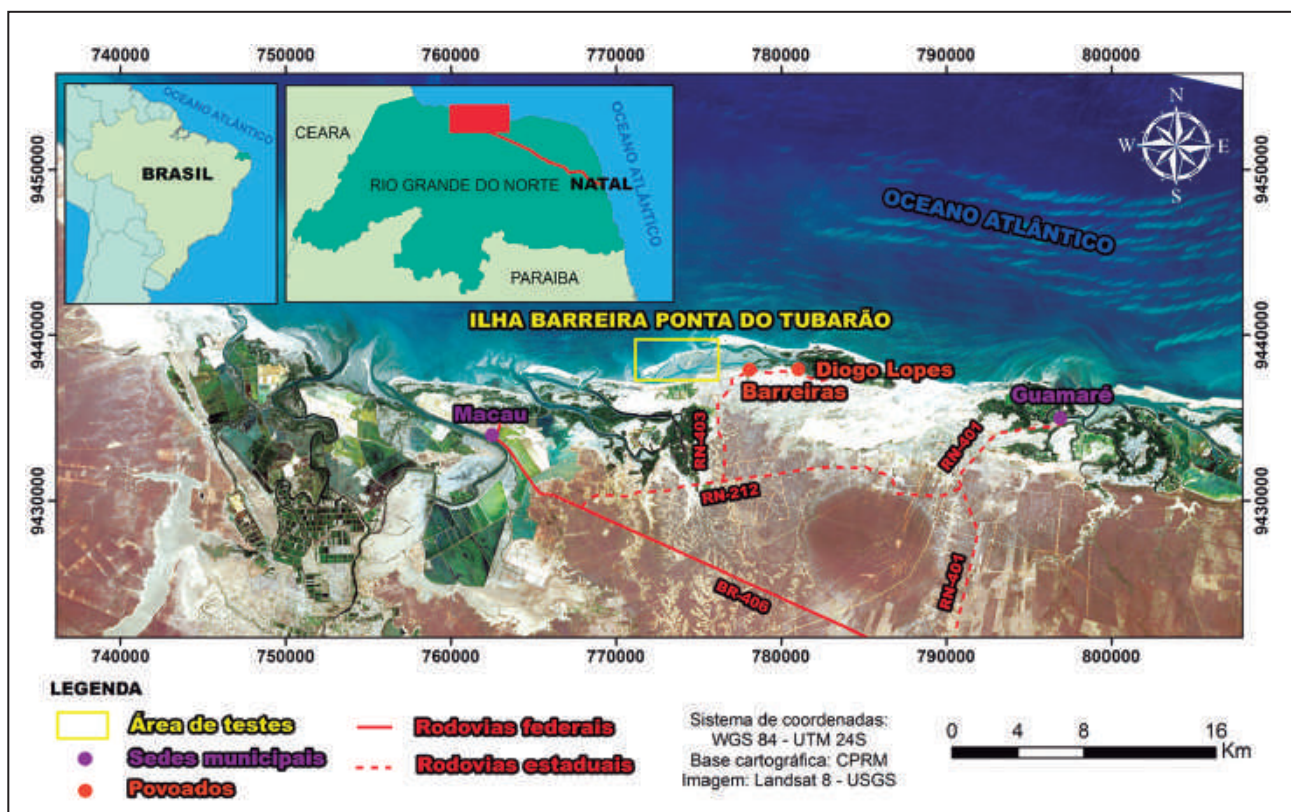 740000 750000 760000 770000 780000 790000 800000
OCEANO ATLÂNTICO
BRASIL
CEARA
RIO GRANDE DO NORTE
NATAL
OCEANO ATLÂNTICO
PARAIBA
N
W E
S
9450000
9450000
OCEANO ATLÂNTICO
ILHA BARREIRA PONTA DO TUBARÃO
9440000
9440000
Diogo Lopes
Barreiras
Guamaré
Macau
RN-403
RN-401
RN-212
9430000
9430000
BR-406
RN-401
740000 750000 760000 770000 780000 790000 800000
LEGENDA
Área de testes
Sedes municipais
Povoados
Rodovias federais
Rodovias estaduais
Sistema de coordenadas:
WGS 84 - UTM 24S
Base cartográfica: CPRM
Imagem: Landsat 8 - USGS
0 4 8 16
Km